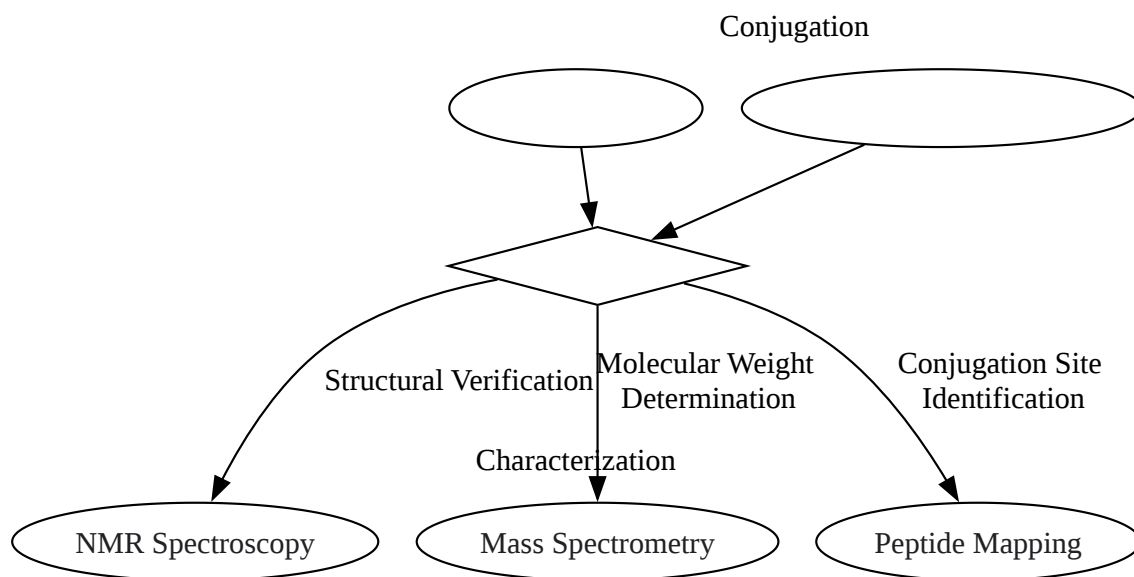 Conjugation
Structural Verification
Molecular Weight
Determination
Conjugation Site
Identification
Characterization
NMR Spectroscopy
Mass Spectrometry
Peptide Mapping